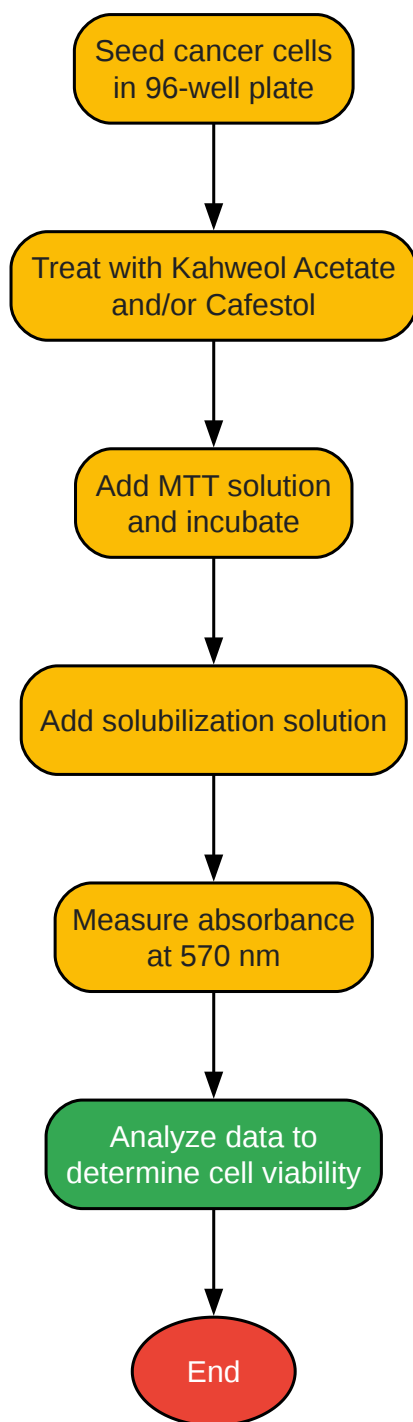 Seed cancer cells
in 96-well plate
Treat with Kahweol Acetate
and/or Cafestol
Add MTT solution
and incubate
Add solubilization solution
Measure absorbance
at 570 nm
Analyze data to
determine cell viability
End